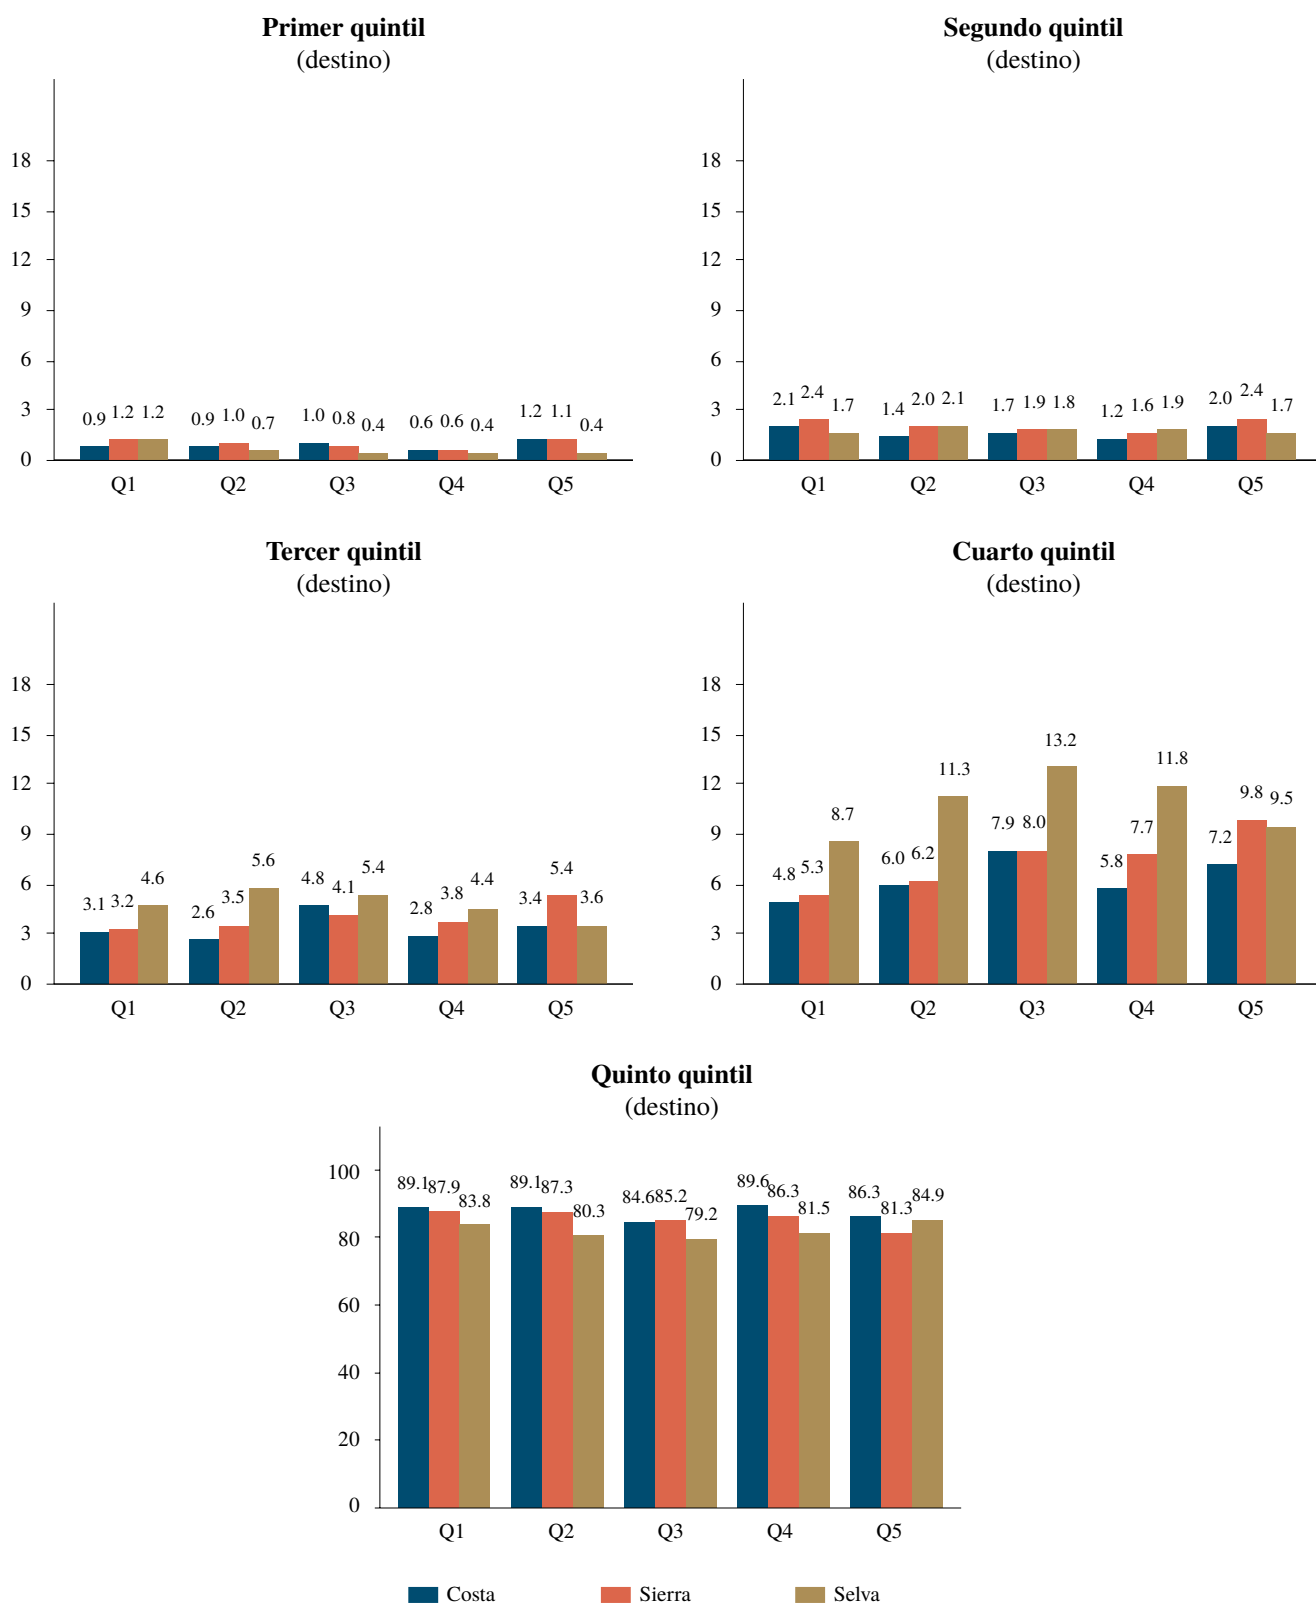 Primer quintil
(destino)
18
15
12
9
6
3
0
0.9 1.2 1.2 0.9 1.0 0.7 1.0 0.8 0.4 0.6 0.6 0.4 1.2 1.1 0.4
Q1 Q2 Q3 Q4 Q5
Segundo quintil
(destino)
18
15
12
9
6
3
0
2.1 2.4 1.7 1.4 2.0 2.1 1.7 1.9 1.8 1.2 1.6 1.9 2.0 2.4 1.7
Q1 Q2 Q3 Q4 Q5
Tercer quintil
(destino)
18
15
12
9
6
3
0
3.1 3.2 4.6 2.6 3.5 5.6 4.8 4.1 5.4 2.8 3.8 4.4 3.4 5.4 3.6
Q1 Q2 Q3 Q4 Q5
Cuarto quintil
(destino)
18
15
12
9
6
3
0
4.8 5.3 8.7 6.0 6.2 11.3 7.9 8.0 13.2 5.8 7.7 11.8 7.2 9.8 9.5
Q1 Q2 Q3 Q4 Q5
Quinto quintil
(destino)
100
80
60
40
20
0
89.1 87.9 83.8 89.1 87.3 80.3 84.6 85.2 79.2 89.6 86.3 81.5 86.3 81.3 84.9
Q1 Q2 Q3 Q4 Q5
Costa Sierra Selva